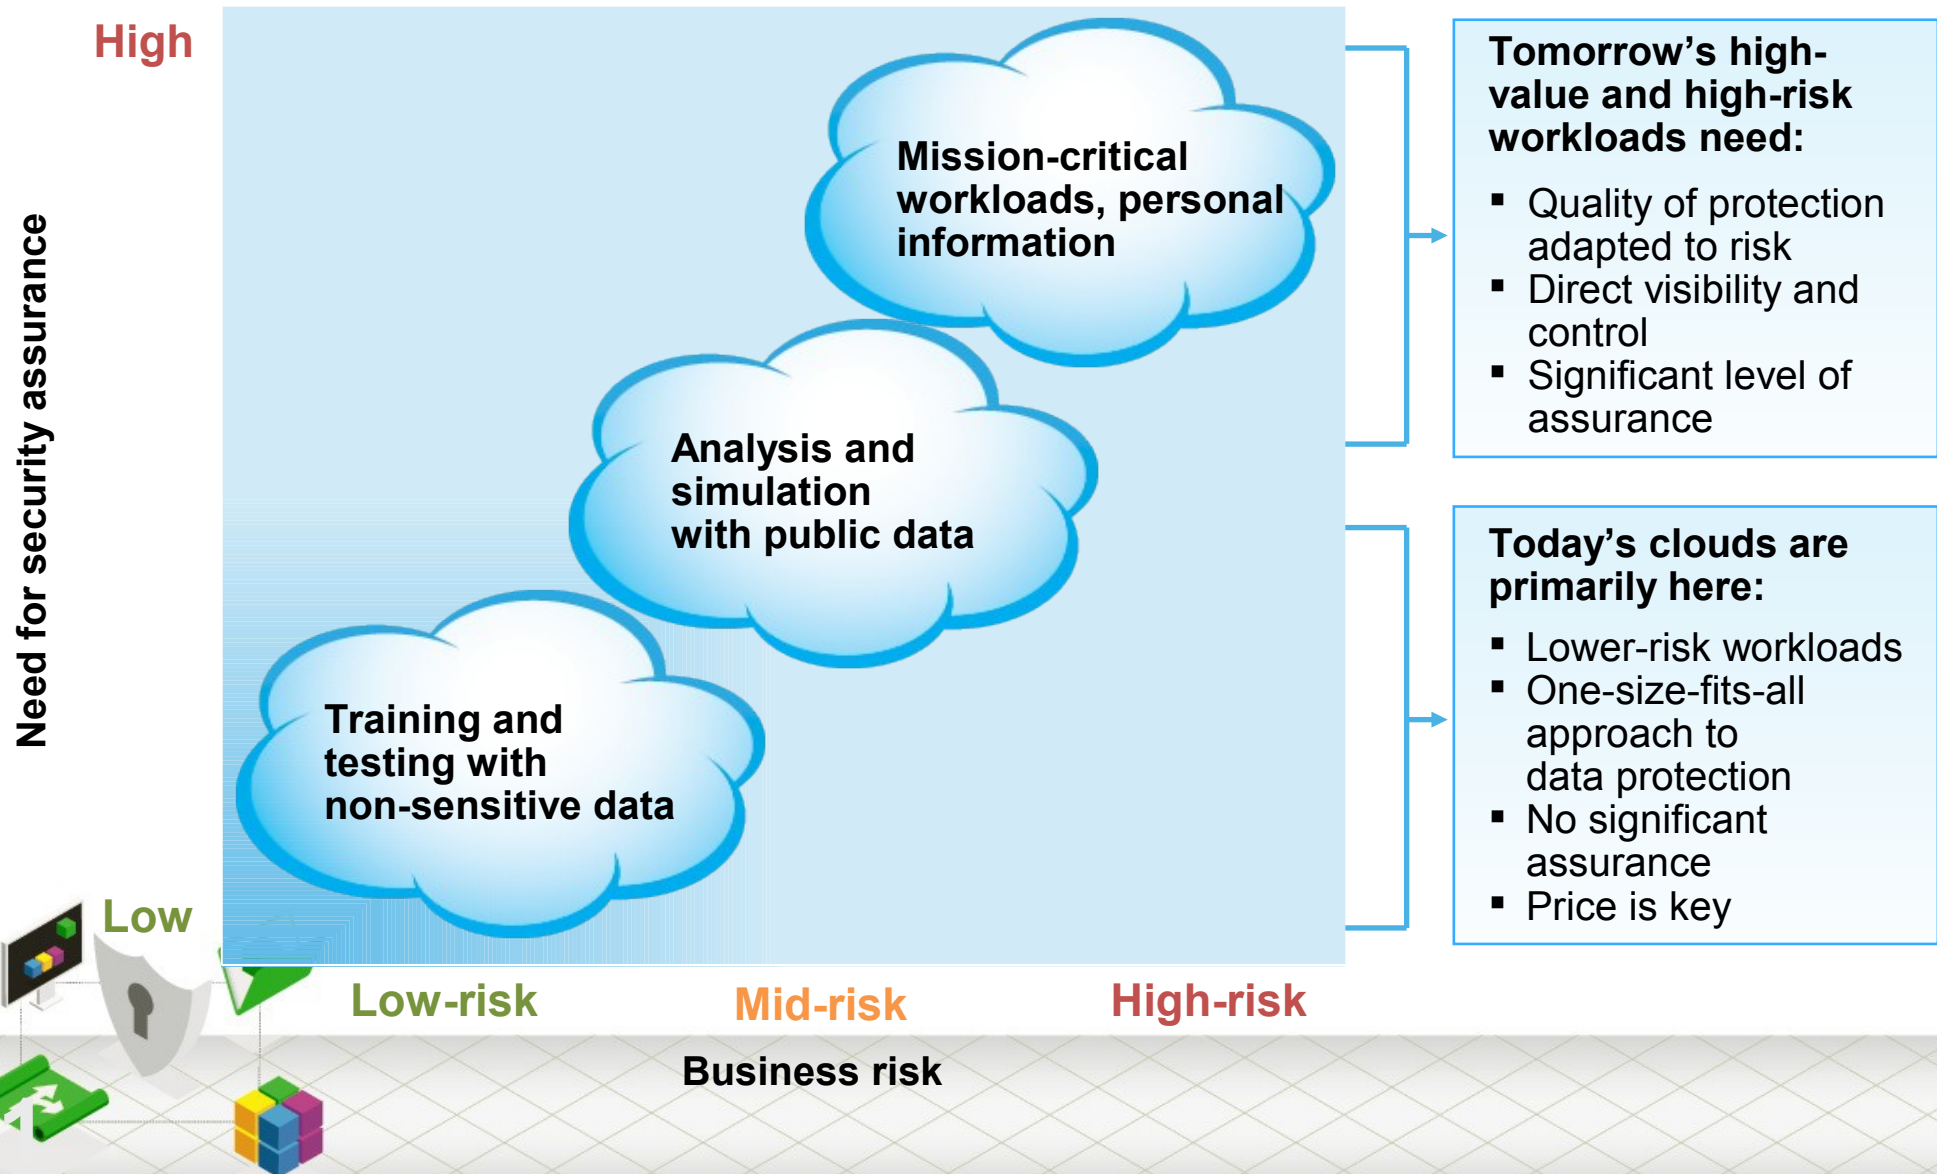 High
Need for security assurance
Low
Mission-critical
workloads, personal
information
Analysis and
simulation
with public data
Training and
testing with
non-sensitive data
Low-risk
Mid-risk
High-risk
Business risk
Tomorrow’s high-
value and high-risk
workloads need:
▪ Quality of protection
adapted to risk
▪ Direct visibility and
control
▪ Significant level of
assurance
Today’s clouds are
primarily here:
▪ Lower-risk workloads
▪ One-size-fits-all
approach to
data protection
▪ No significant
assurance
▪ Price is key